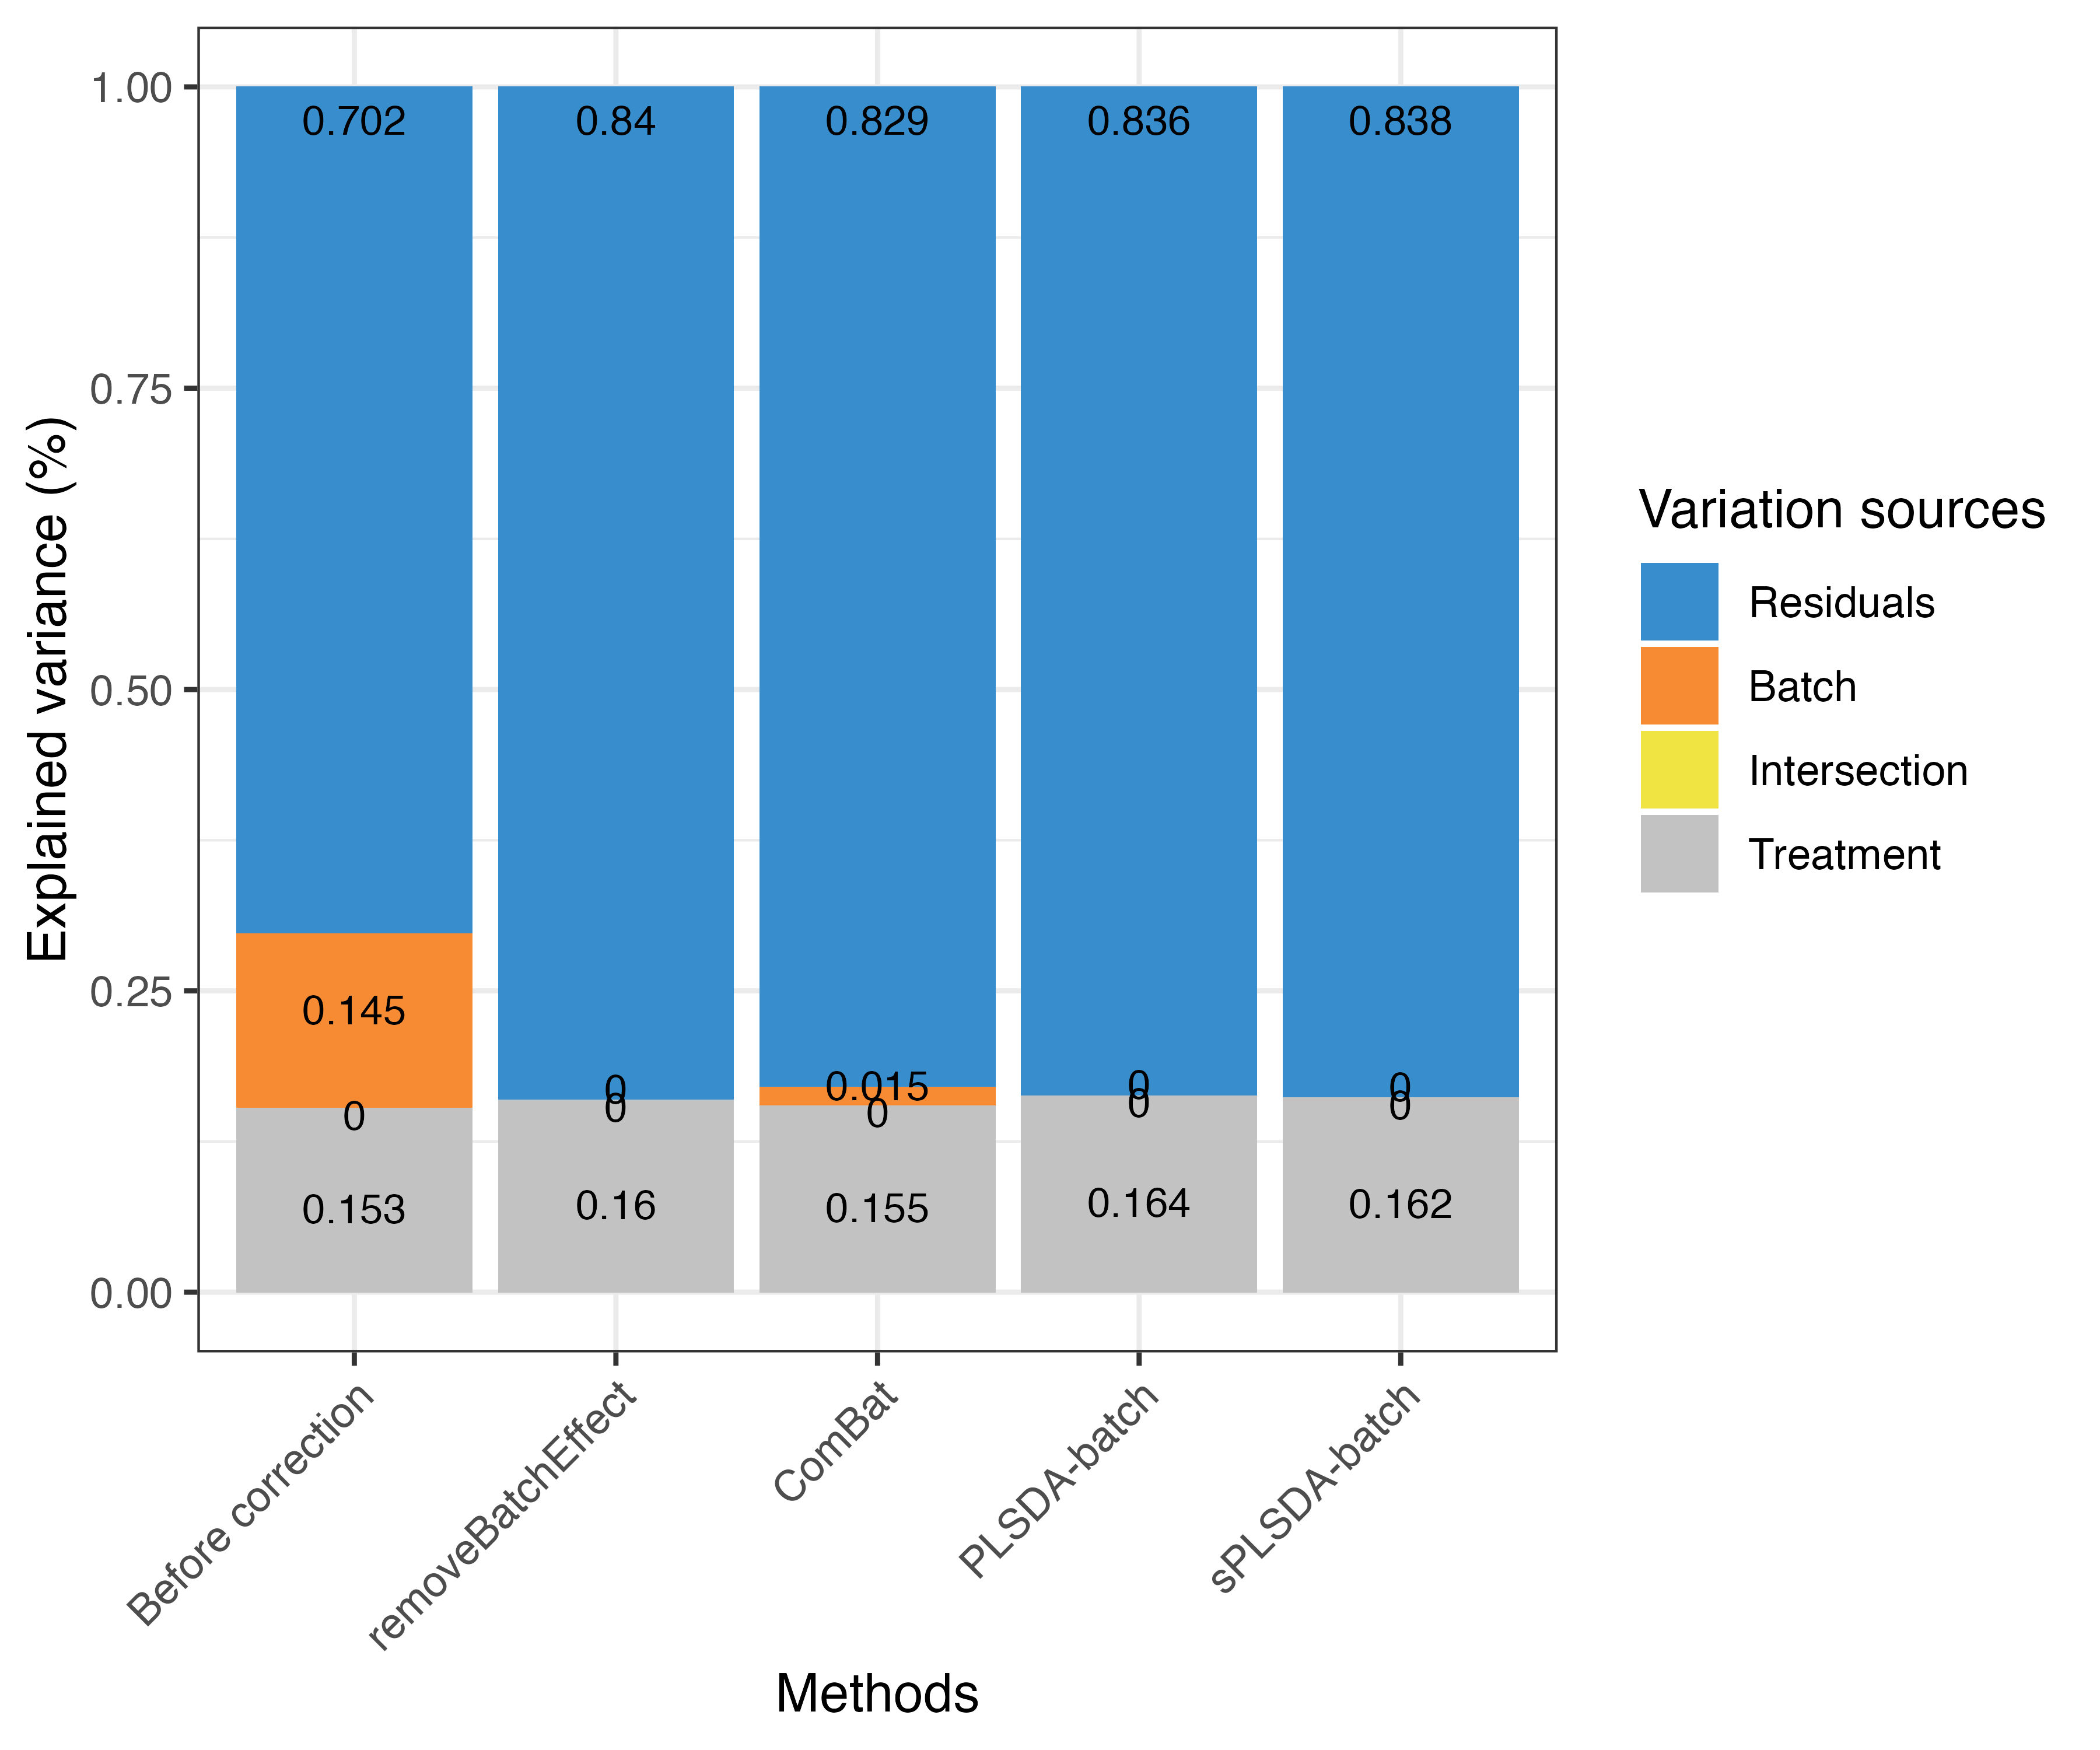 Explained variance (%)
1.00
0.75
0.50
0.25
0.00
0.702
0.84
0.829
0.836
0.838
0.145
0
0
0.015
0
0
0
0
0
0
0.153
0.16
0.155
0.164
0.162
Before correction
removeBatchEffect
ComBat
PLSDA-batch
sPLSDA-batch
Methods
Variation sources
Residuals
Batch
Intersection
Treatment